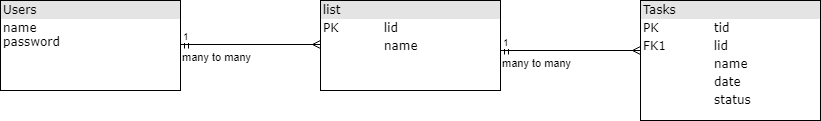 Users
name
password
1
many to many
list
PK lid
name
1
many to many
Tasks
PK tid
FK1 lid
name
date
status